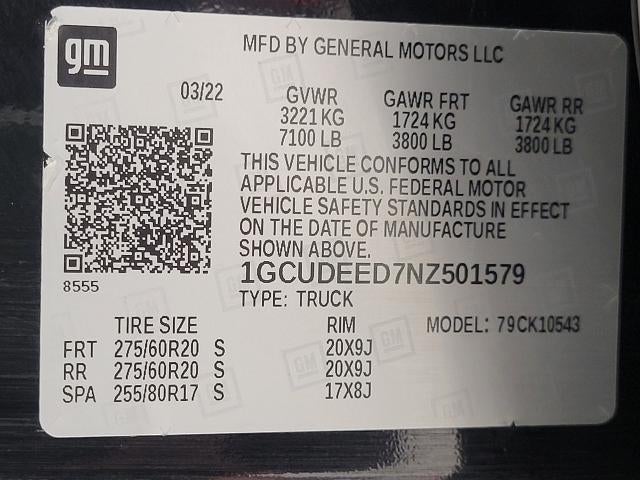 gm
MFD BY GENERAL MOTORS LLC
03/22
GVWR GAWR FRT GAWR RR
3221 KG 1724 KG 1724 KG
7100 LB 3800 LB 3800 LB
THIS VEHICLE CONFORMS TO ALL
APPLICABLE U.S. FEDERAL MOTOR
VEHICLE SAFETY STANDARDS IN EFFECT
ON THE DATE OF MANUFACTURE
SHOWN ABOVE.
8555
1GCUDEED7NZ501579
TYPE: TRUCK
TIRE SIZE RIM MODEL: 79CK10543
FRT 275/60R20 S 20X9J
RR 275/60R20 S 20X9J
SPA 255/80R17 S 17X8J